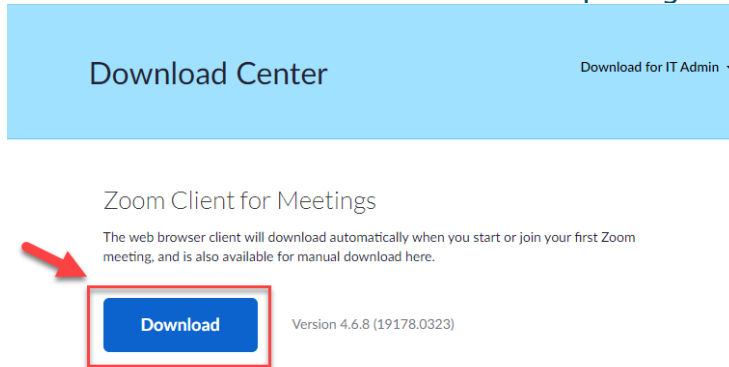 Download Center
Download for IT Admin
Zoom Client for Meetings
The web browser client will download automatically when you start or join your first Zoom
meeting, and is also available for manual download here.
Download
Version 4.6.8 (19178.0323)